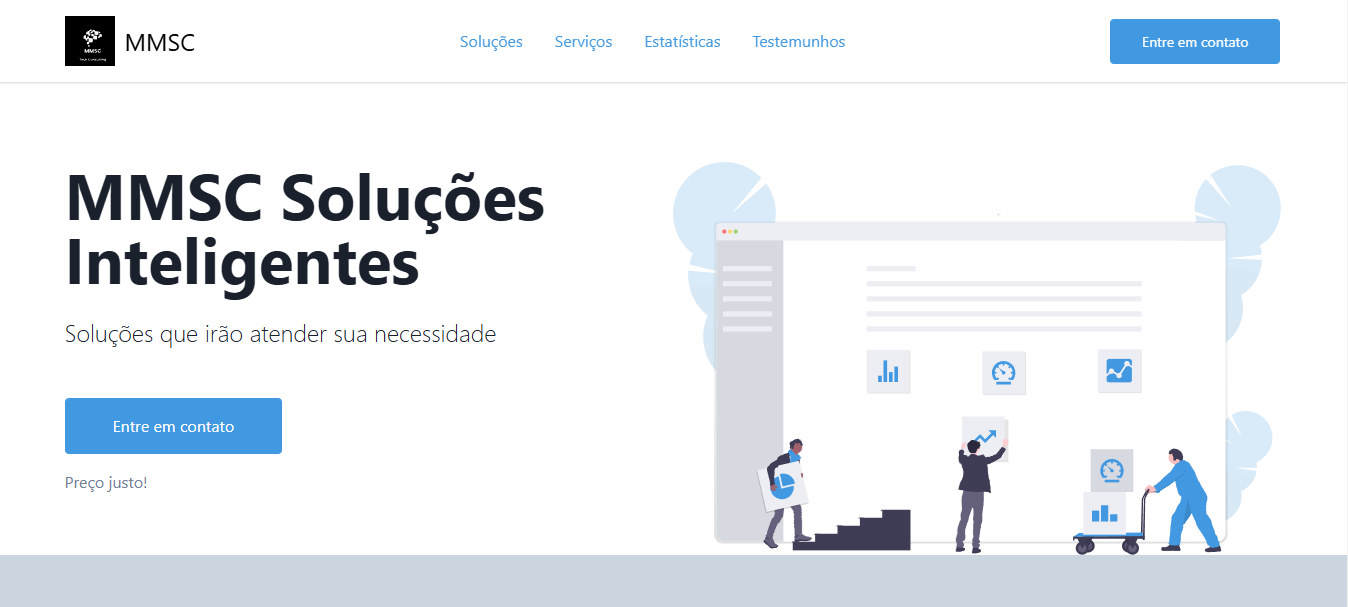 MMSC
Tech Consulting
MMSC
Soluções
Serviços
Estatísticas
Testemunhos
Entre em contato
MMSC Soluções
Inteligentes
Soluções que irão atender sua necessidade
Entre em contato
Preço justo!